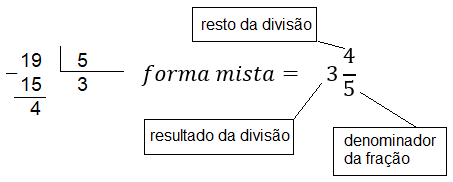 resto da divisão
19 5
− 15 3
4
forma mista = 3 4/5
resultado da divisão
denominador
da fração